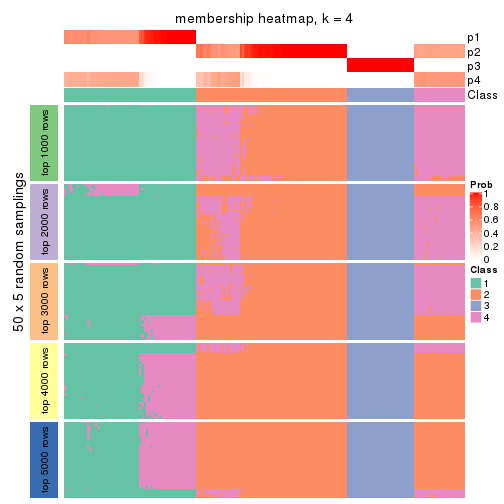 membership heatmap, k = 4
p1
p2
p3
p4
Class
50 x 5 random samplings
top 1000 rows
top 2000 rows
top 3000 rows
top 4000 rows
top 5000 rows
Prob
1
0.8
0.6
0.4
0.2
0
Class
1
2
3
4